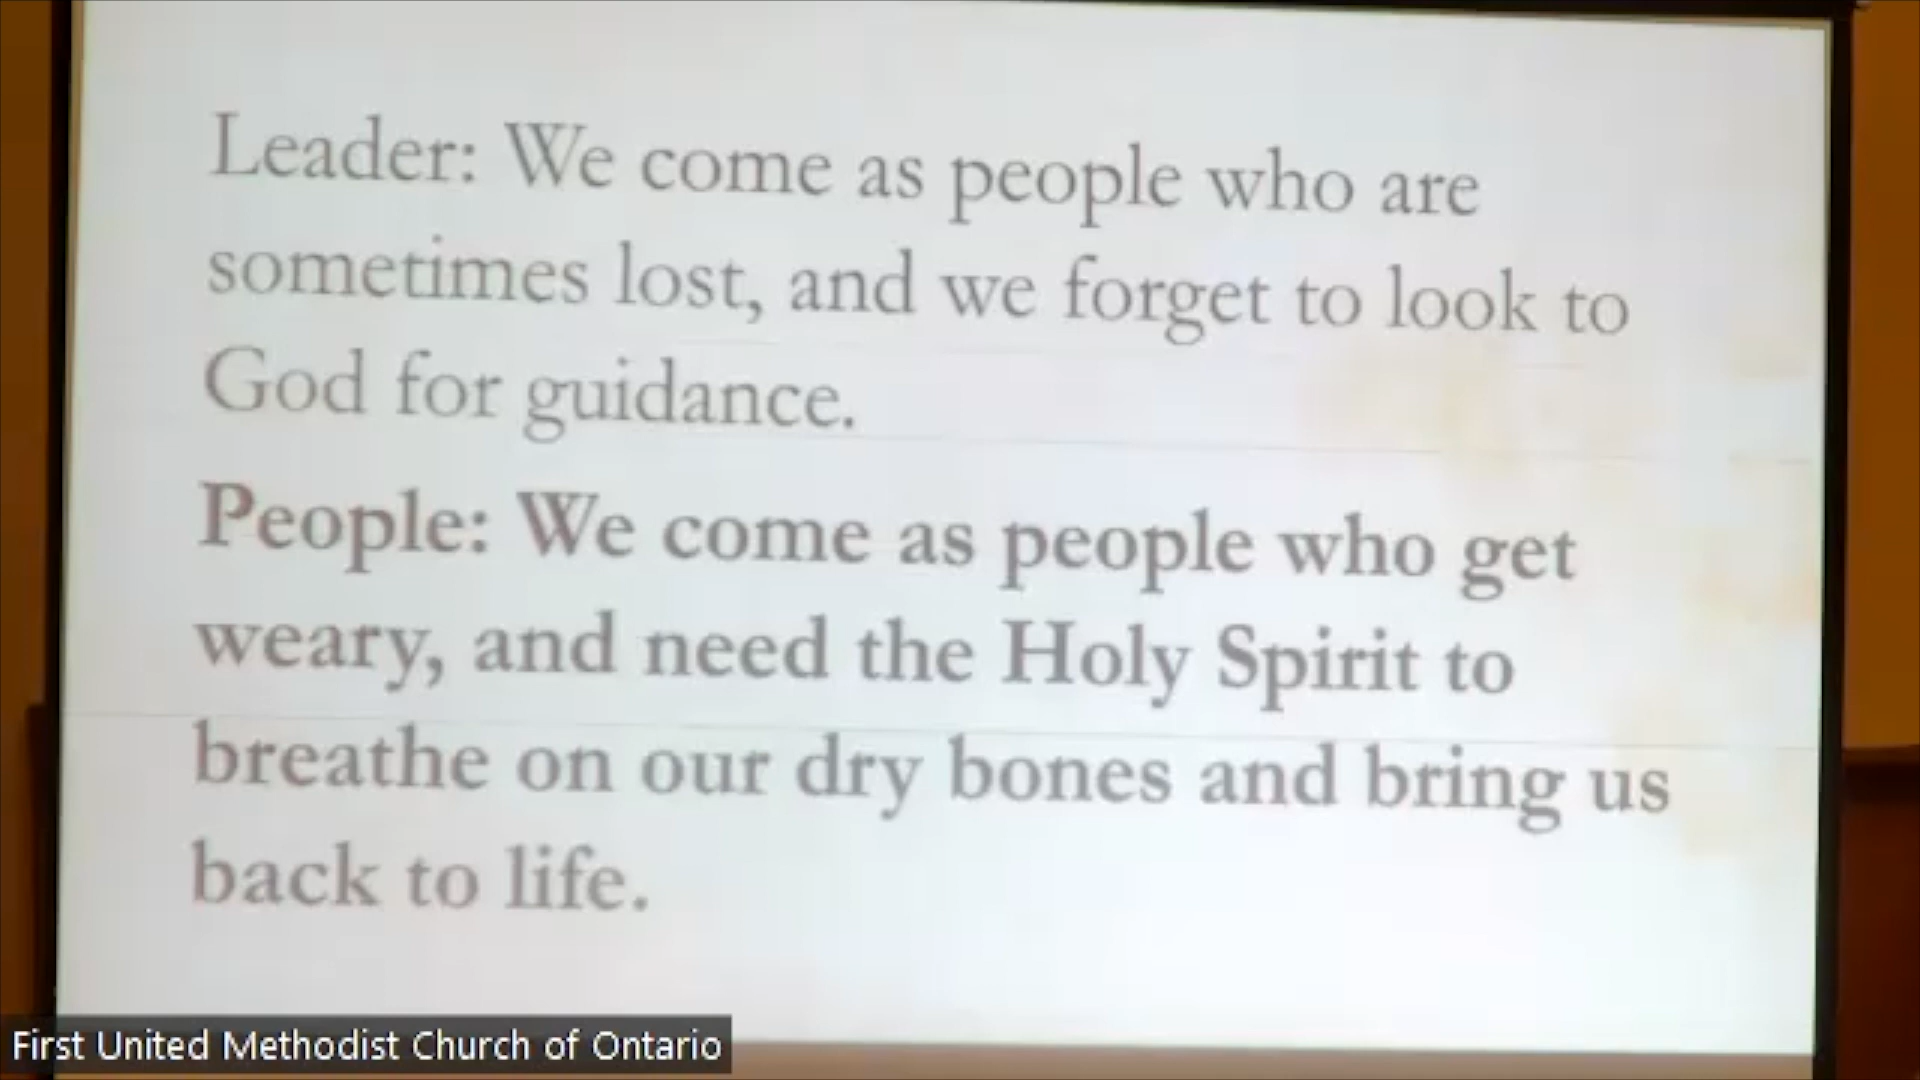 Leader: We come as people who are
sometimes lost, and we forget to look to
God for guidance.
People: We come as people who get
weary, and need the Holy Spirit to
breathe on our dry bones and bring us
back to life.
First United Methodist Church of Ontario